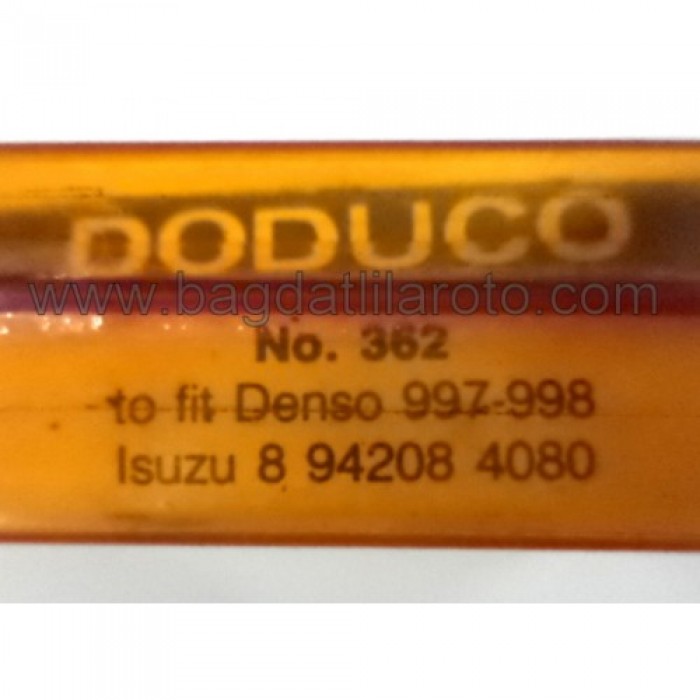 DODUCO
www.bagdatlilaroto.com
No. 362
to fit Denso 997-998
Isuzu 8 94208 4080